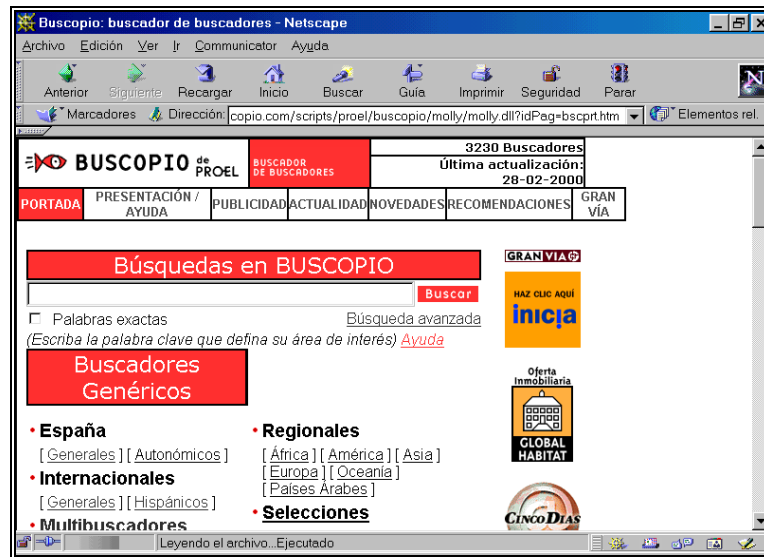 Buscopio: buscador de buscadores - Netscape
Archivo Edición Ver Ir Communicator Ayuda
Anterior Siguiente Recargar Inicio Buscar Guía Imprimir Seguridad Parar
N
Marcadores Dirección: copio.com/scripts/proel/buscopio/molly/molly.dll?idPag=bscprt.htm Elementos rel.
BUSCOPIO de PROEL
BUSCADOR DE BUSCADORES
3230 Buscadores
Última actualización:
28-02-2000
PORTADA PRESENTACIÓN / AYUDA PUBLICIDAD ACTUALIDAD NOVEDADES RECOMENDACIONES GRAN VÍA
GRAN VIA
Búsquedas en BUSCOPIO
Buscar
HAZ CLIC AQUÍ
inicia
Palabras exactas Búsqueda avanzada
(Escriba la palabra clave que defina su área de interés) Ayuda
Buscadores
Genéricos
Oferta
Inmobiliaria
GLOBAL
HABITAT
• España
[ Generales ] [ Autonómicos ]
• Internacionales
[ Generales ] [ Hispánicos ]
• Multibuscadores
• Regionales
[ África ] [ América ] [ Asia ]
[ Europa ] [ Oceanía ]
[ Países Árabes ]
• Selecciones
CINCO DIAS
Leyendo el archivo...Ejecutado